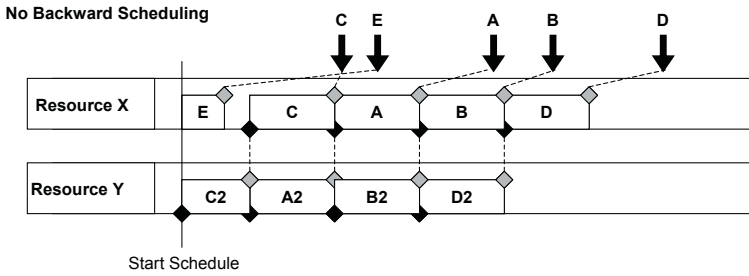 No Backward Scheduling
C E A B D
Resource X
E C A B D
Resource Y
C2 A2 B2 D2
Start Schedule